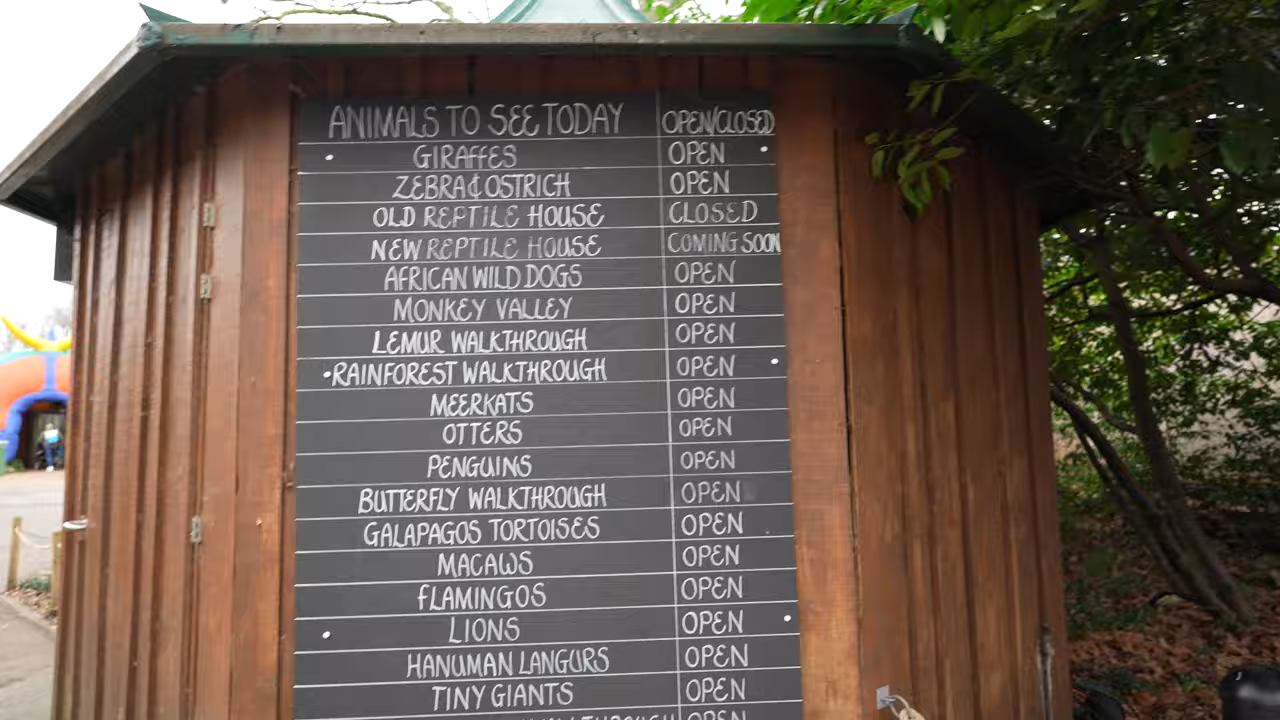 ANIMALS TO SEE TODAY OPEN/CLOSED
GIRAFFES OPEN
ZEBRA & OSTRICH OPEN
OLD REPTILE HOUSE CLOSED
NEW REPTILE HOUSE COMING SOON
AFRICAN WILD DOGS OPEN
MONKEY VALLEY OPEN
LEMUR WALKTHROUGH OPEN
RAINFOREST WALKTHROUGH OPEN
MEERKATS OPEN
OTTERS OPEN
PENGUINS OPEN
BUTTERFLY WALKTHROUGH OPEN
GALAPAGOS TORTOISES OPEN
MACAWS OPEN
FLAMINGOS OPEN
LIONS OPEN
HANUMAN LANGURS OPEN
TINY GIANTS OPEN
WALKTHROUGH OPEN